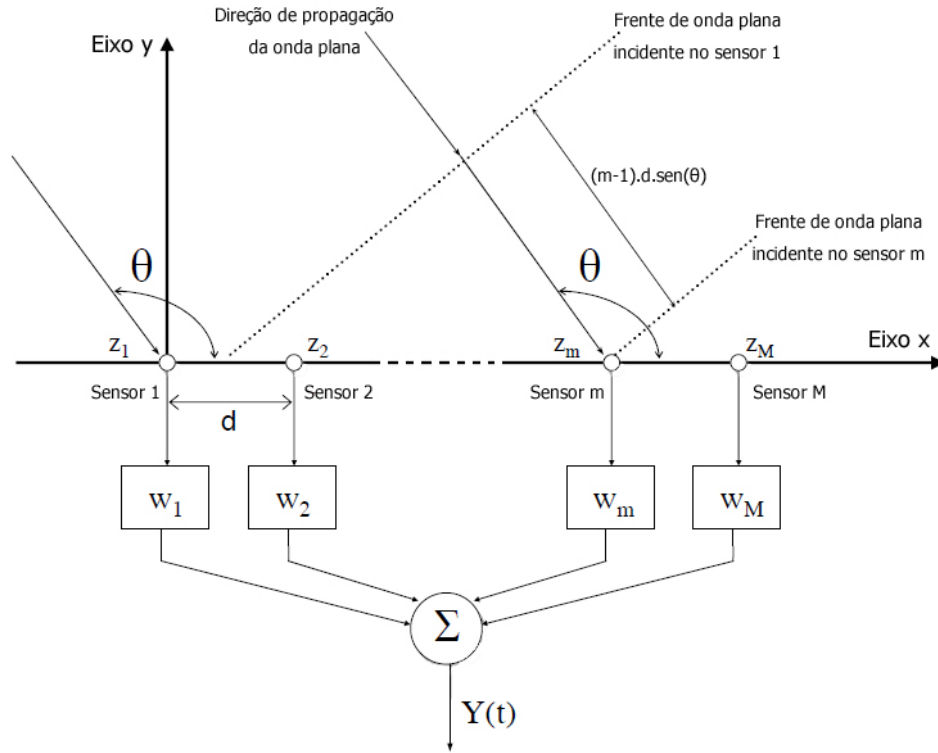 Direção de propagação
da onda plana
Frente de onda plana
incidente no sensor 1
Eixo y
(m-1).d.sen(θ)
Frente de onda plana
incidente no sensor m
θ
θ
z1
z2
zm
zM
Eixo x
Sensor 1
Sensor 2
Sensor m
Sensor M
d
w1
w2
wm
wM
Σ
Y(t)